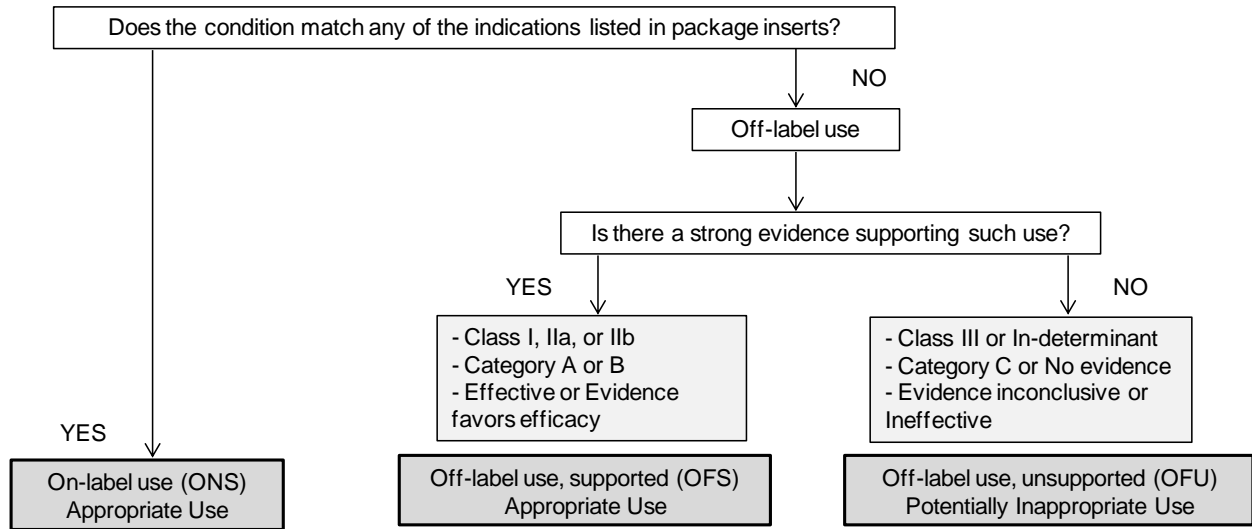 Does the condition match any of the indications listed in package inserts?
NO
Off-label use
Is there a strong evidence supporting such use?
YES
NO
- Class I, IIa, or IIb
- Category A or B
- Effective or Evidence
favors efficacy
- Class III or In-determinant
- Category C or No evidence
- Evidence inconclusive or
Ineffective
YES
On-label use (ONS)
Appropriate Use
Off-label use, supported (OFS)
Appropriate Use
Off-label use, unsupported (OFU)
Potentially Inappropriate Use